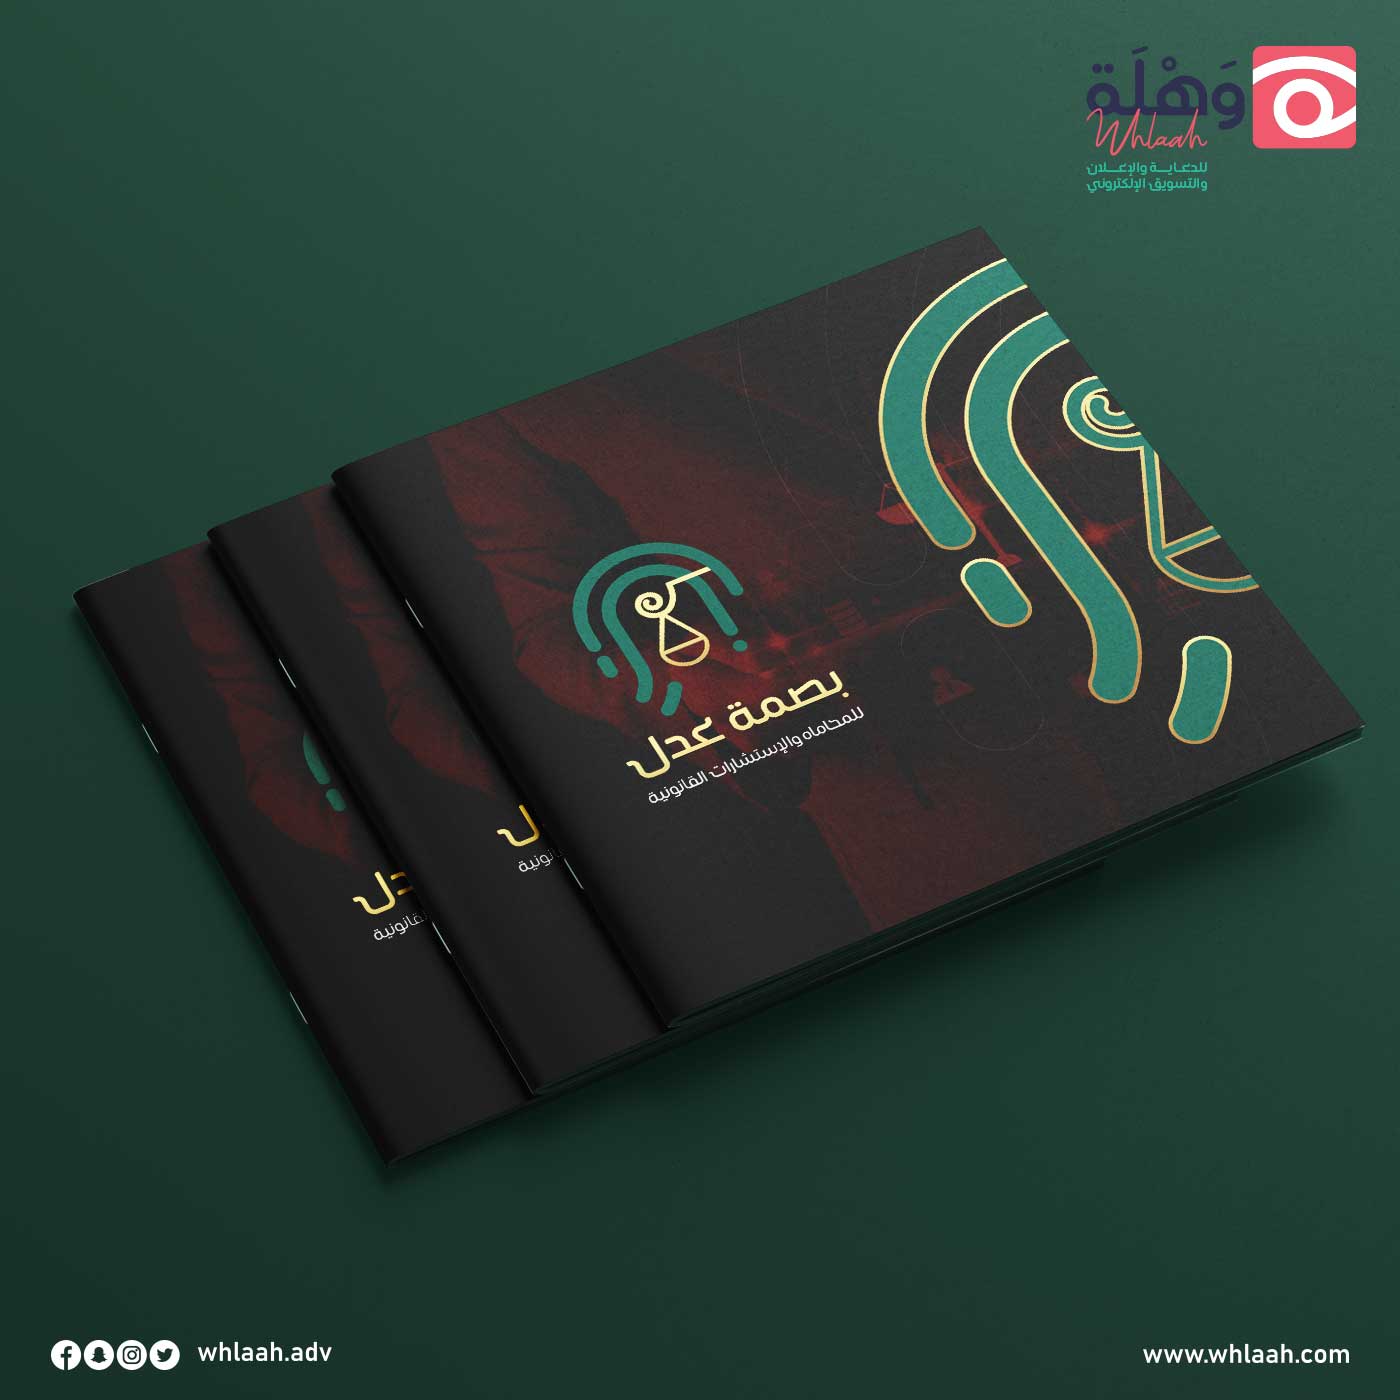 وَهْلَة
Whlaah
للدعاية والإعلان
والتسويق الإلكتروني
بصمة عدل
للمحاماه والإستشارات القانونية
whlaah.adv
www.whlaah.com